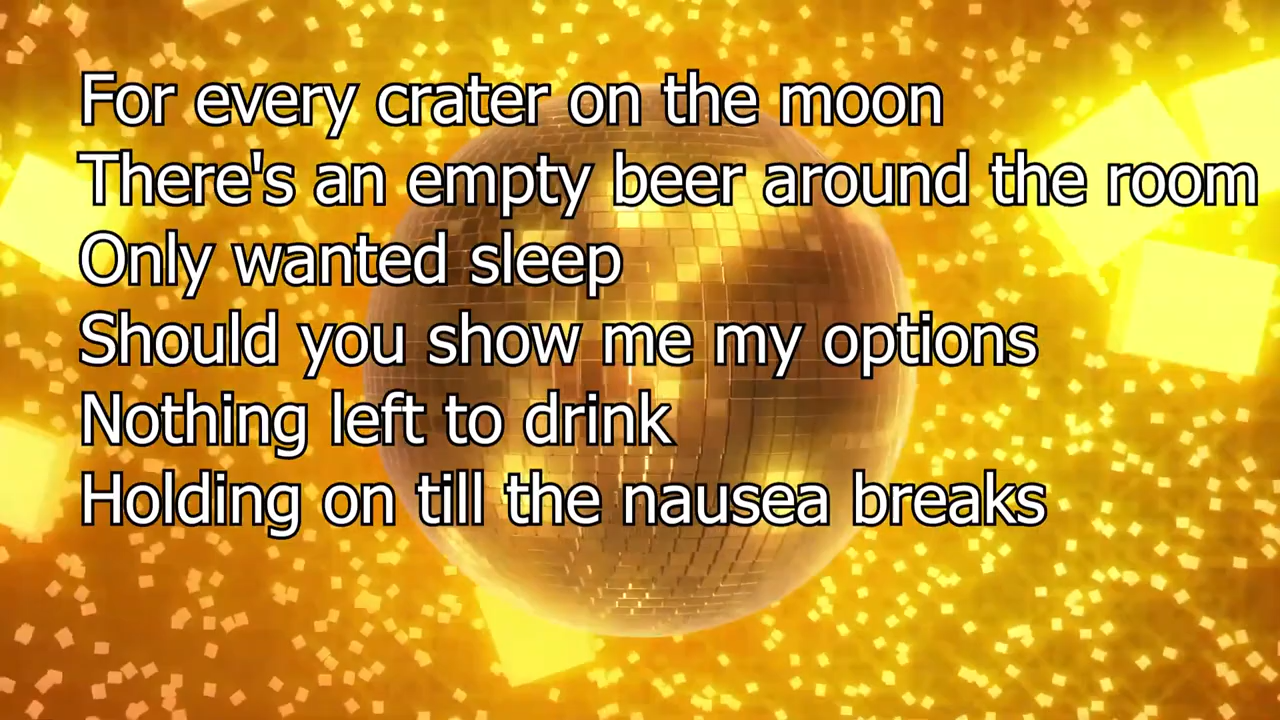 For every crater on the moon
There's an empty beer around the room
Only wanted sleep
Should you show me my options
Nothing left to drink
Holding on till the nausea breaks